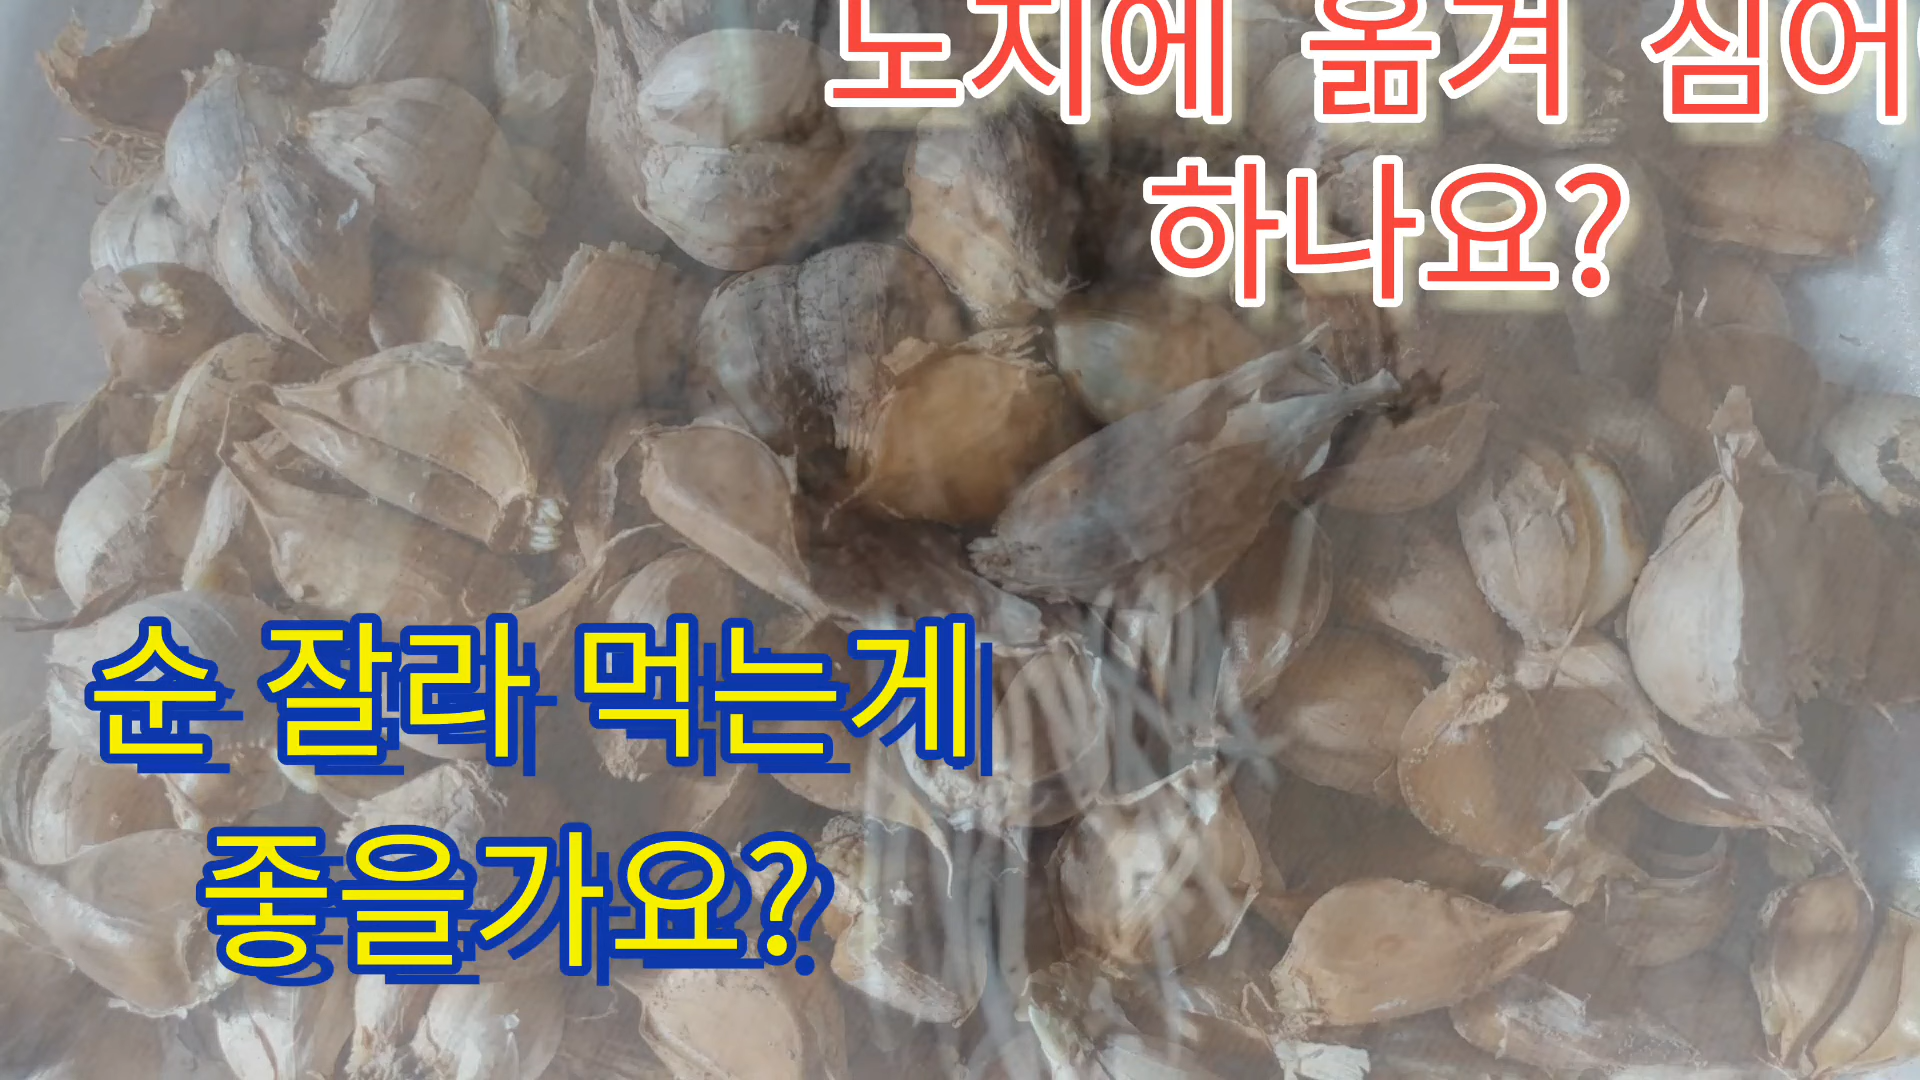 노지에 옮겨 심어
하나요?
순 잘라 먹는게
좋을가요?